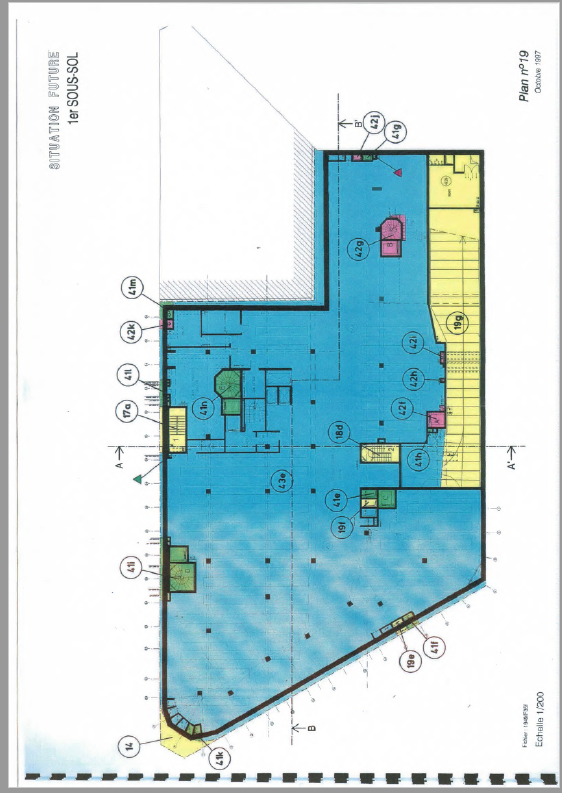 SITUATION FUTURE
1er SOUS-SOL
Plan n°19
Octobre 1997
B'
42j
41g
42g
41m
42k
41l
17a
41n
19g
42i
42h
42f
41h
18d
A
A'
43e
41e
19f
41i
19e
41f
14
41k
B
Echelle 1/200